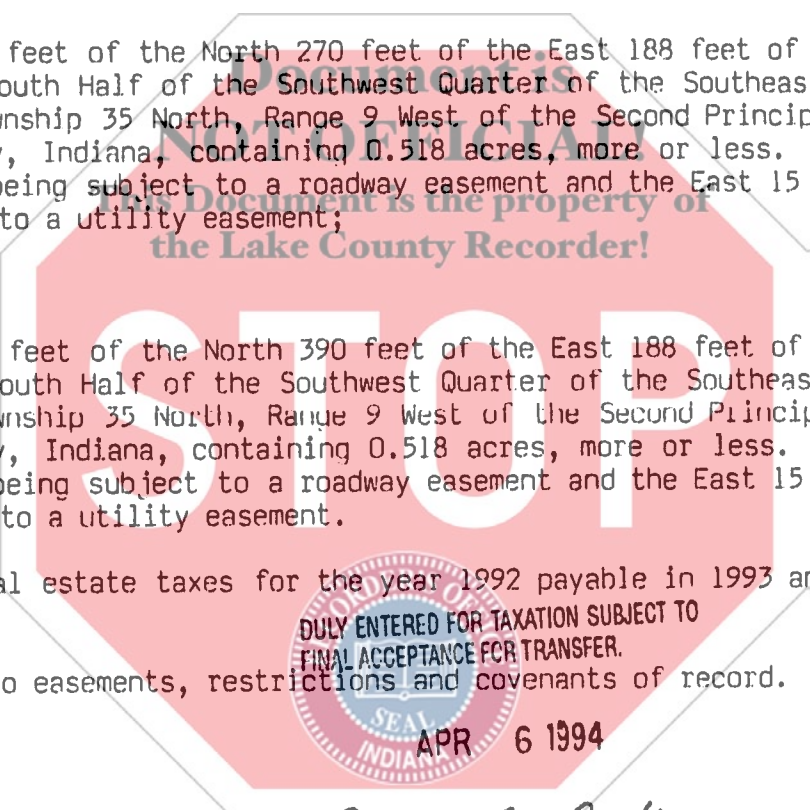 feet of the North 270 feet of the East 188 feet of
Document is
outh Half of the Southwest Quarter of the Southeas
nship 35 North, Range 9 West of the Second Princip
NOT OFFICIAL!
, Indiana, containing 0.518 acres, more or less.
being subject to a roadway easement and the East 15
This Document is the property of
to a utility easement;
the Lake County Recorder!
STOP
feet of the North 390 feet of the East 188 feet of
outh Half of the Southwest Quarter of the Southeas
nship 35 North, Range 9 West of the Second Princip
, Indiana, containing 0.518 acres, more or less.
being subject to a roadway easement and the East 15
to a utility easement.
al estate taxes for the year 1992 payable in 1993 an
DULY ENTERED FOR TAXATION SUBJECT TO
FINAL ACCEPTANCE FOR TRANSFER.
o easements, restrictions and covenants of record.
RECORDER'S OFFICE
SEAL
INDIANA
APR 6 1994